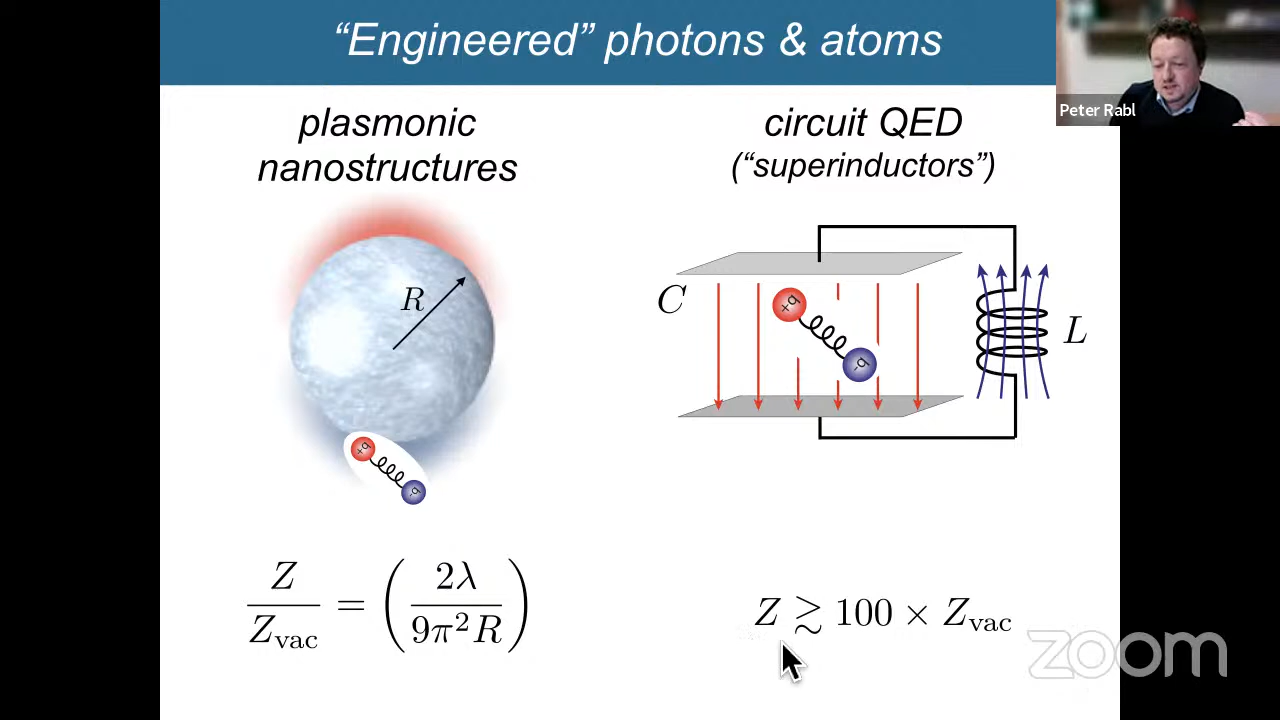 “Engineered” photons & atoms
Peter Rabl
plasmonic
nanostructures
circuit QED
(“superinductors”)
R
+q
-q
C
+q
-q
L
Z/Z_vac = (2λ/9π²R)
Z ≳ 100 × Z_vac
zoom